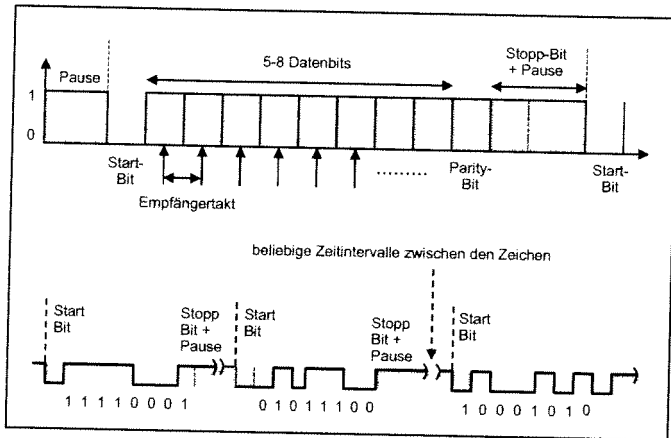 5-8 Datenbits
Stopp-Bit
+ Pause
Pause
1
0
Start-
Bit
Empfängertakt
.........
Parity-
Bit
Start-
Bit
beliebige Zeitintervalle zwischen den Zeichen
Start
Bit
Stopp
Bit +
Pause
Start
Bit
Stopp
Bit +
Pause
Start
Bit
1 1 1 1 0 0 0 1
0 1 0 1 1 1 0 0
1 0 0 0 1 0 1 0